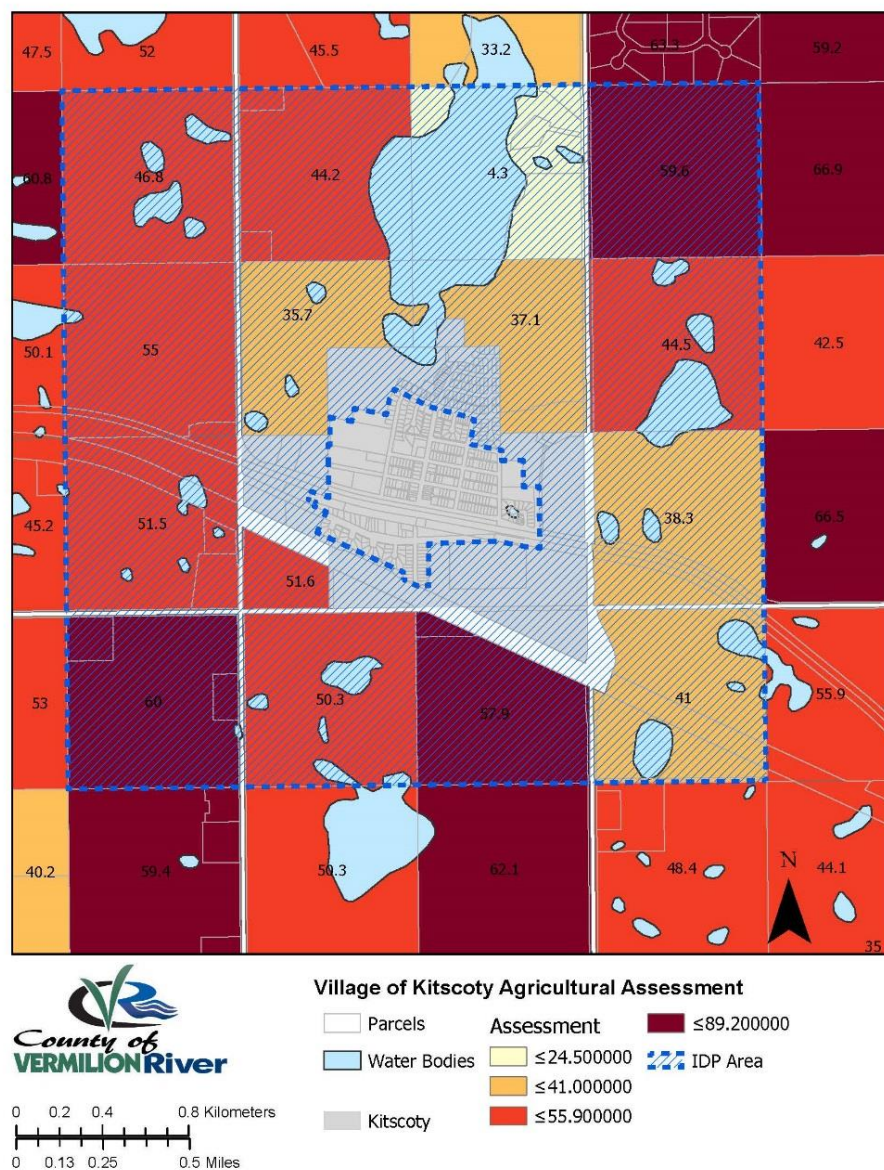 47.5 52 45.5 33.2 63.3 59.2
60.8 46.8 44.2 4.3 59.6 66.9
50.1 55 35.7 37.1 44.5 42.5
45.2 51.5 38.3 66.5
51.6
53 60 50.3 57.9 41 55.9
40.2 59.4 50.3 62.1 48.4 44.1
N
35
County of
VERMILION River
Village of Kitscoty Agricultural Assessment
Parcels
Water Bodies
Kitscoty
Assessment
≤24.500000
≤41.000000
≤55.900000
≤89.200000
IDP Area
0 0.2 0.4 0.8 Kilometers
0 0.13 0.25 0.5 Miles